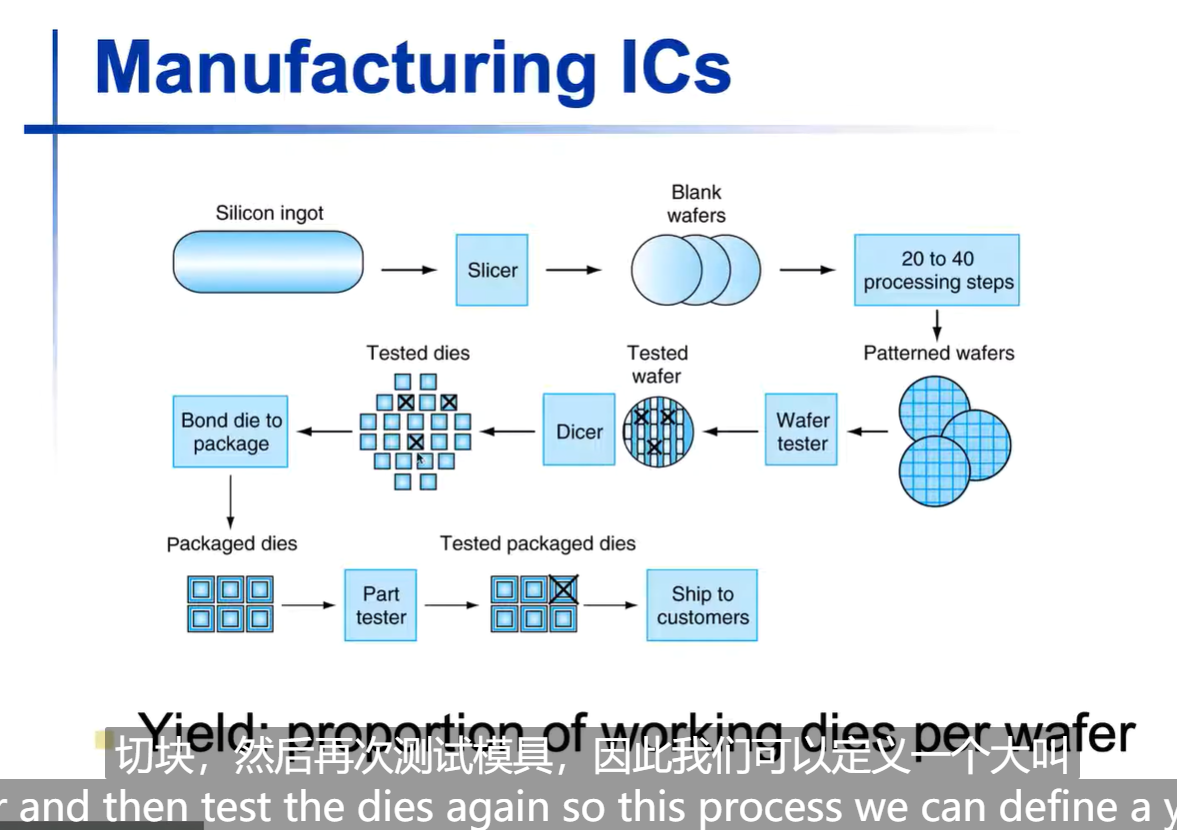 Manufacturing ICs
Silicon ingot
Slicer
Blank
wafers
20 to 40
processing steps
Patterned wafers
Wafer
tester
Tested
wafer
Dicer
Tested dies
Bond die to
package
Packaged dies
Part
tester
Tested packaged dies
Ship to
customers
Yield: proportion of working dies per wafer
切块，然后再次测试模具，因此我们可以定义一个大叫
r and then test the dies again so this process we can define a y